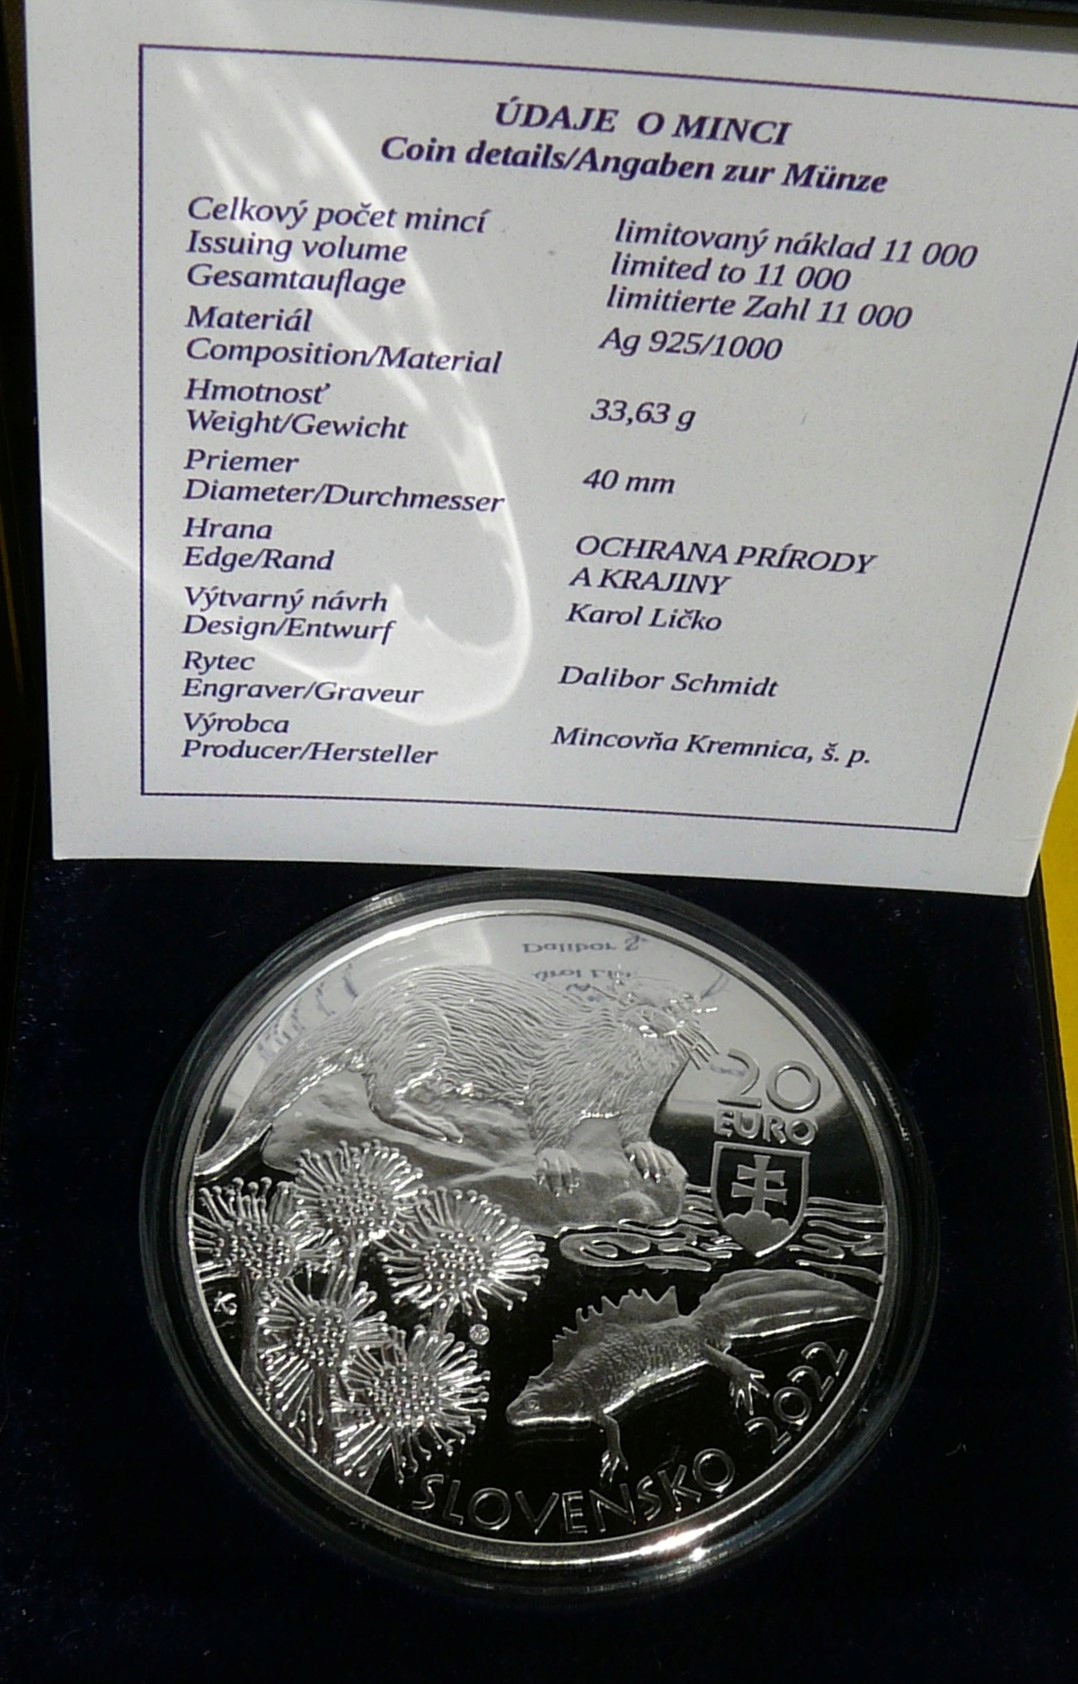 ÚDAJE O MINCI
Coin details/Angaben zur Münze
Celkový počet mincí
Issuing volume
Gesamtauflage
limitovaný náklad 11 000
limited to 11 000
limitierte Zahl 11 000
Materiál
Composition/Material
Ag 925/1000
Hmotnosť
Weight/Gewicht
33,63 g
Priemer
Diameter/Durchmesser
40 mm
Hrana
Edge/Rand
OCHRANA PRÍRODY
A KRAJINY
Výtvarný návrh
Design/Entwurf
Karol Ličko
Rytec
Engraver/Graveur
Dalibor Schmidt
Výrobca
Producer/Hersteller
Mincovňa Kremnica, š. p.
20
EURO
SLOVENSKO 2022